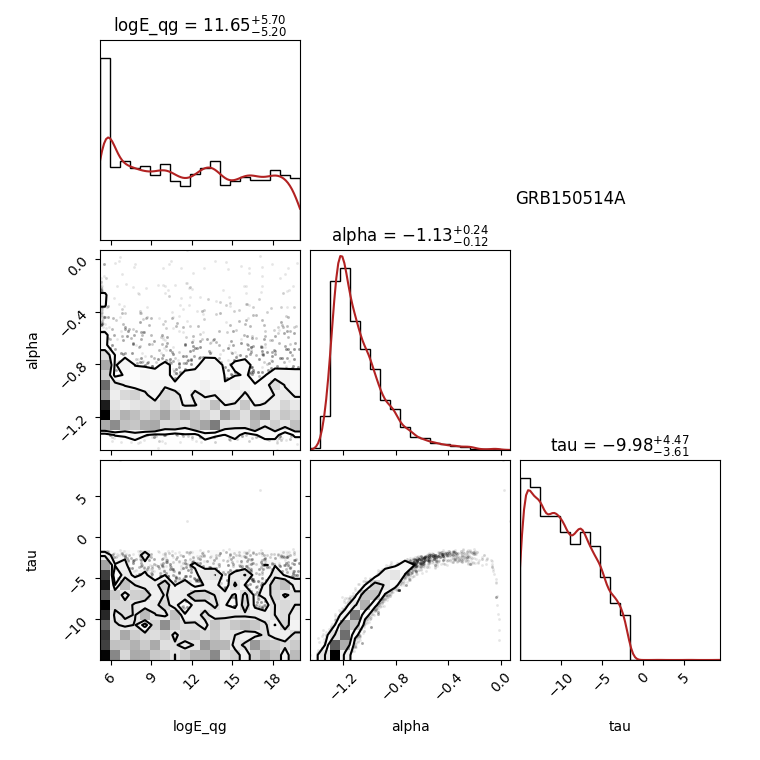 logE_qg = 11.65+5.70−5.20
GRB150514A
alpha = −1.13+0.24−0.12
0.0
−0.4
−0.8
−1.2
alpha
tau = −9.98+4.47−3.61
5
0
−5
−10
tau
6 9 12 15 18
−1.2 −0.8 −0.4 0.0
−10 −5 0 5
logE_qg alpha tau